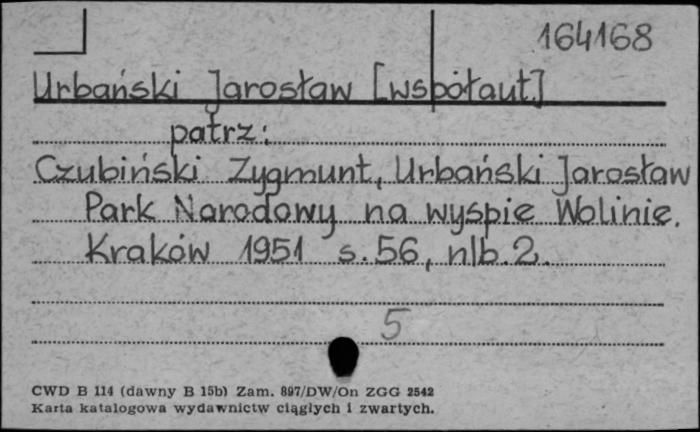 164168
Urbański Jarosław [współaut.]
patrz:
Czubiński Zygmunt, Urbański Jarosław
Park Narodowy na wyspie Wolinie.
Kraków 1951 s. 56, nlb. 2.
5
CWD B 114 (dawny B 15b) Zam. 897/DW/On ZGG 2542
Karta katalogowa wydawnictw ciągłych i zwartych.